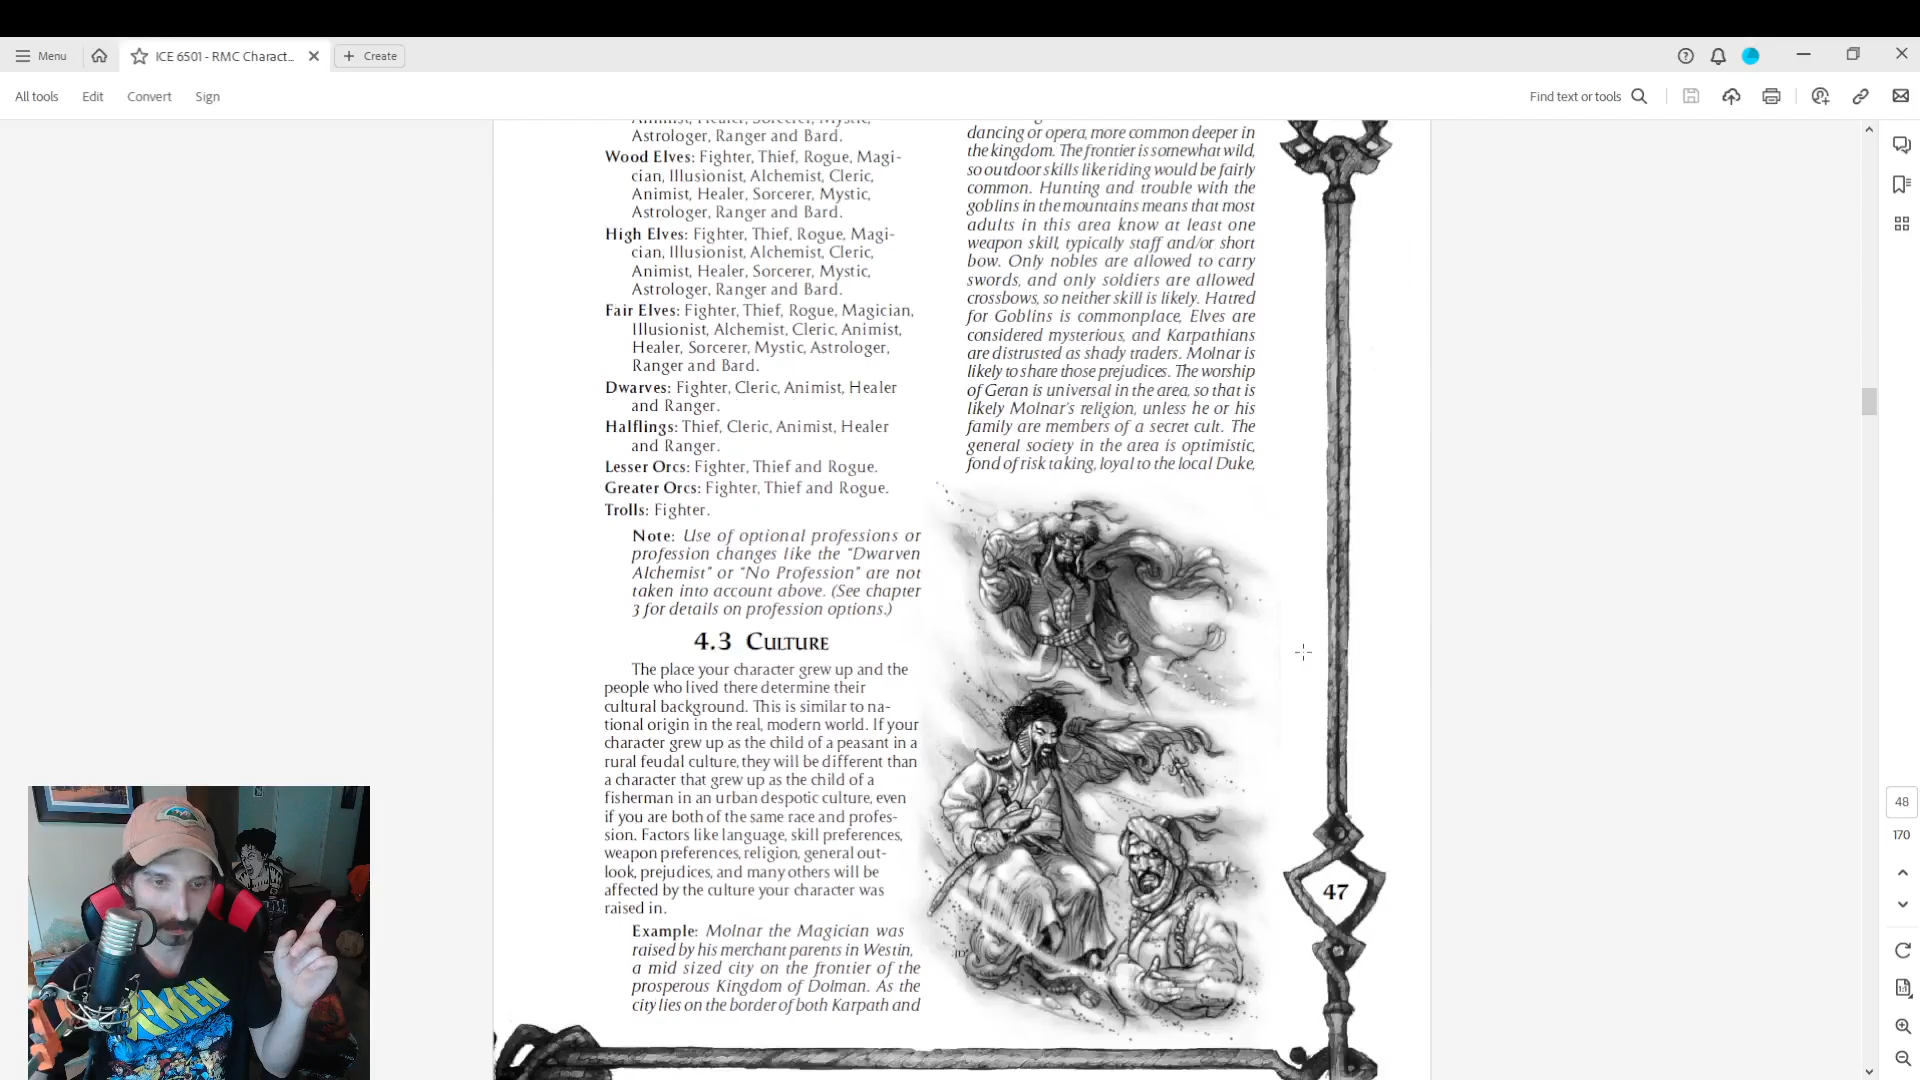 Menu
ICE 6501 - RMC Charact...
Create
All tools
Edit
Convert
Sign
Find text or tools
Animist, Healer, Sorcerer, Mystic,
Astrologer, Ranger and Bard.
Wood Elves: Fighter, Thief, Rogue, Magi-
cian, Illusionist, Alchemist, Cleric,
Animist, Healer, Sorcerer, Mystic,
Astrologer, Ranger and Bard.
High Elves: Fighter, Thief, Rogue, Magi-
cian, Illusionist, Alchemist, Cleric,
Animist, Healer, Sorcerer, Mystic,
Astrologer, Ranger and Bard.
Fair Elves: Fighter, Thief, Rogue, Magician,
Illusionist, Alchemist, Cleric, Animist,
Healer, Sorcerer, Mystic, Astrologer,
Ranger and Bard.
Dwarves: Fighter, Cleric, Animist, Healer
and Ranger.
Halflings: Thief, Cleric, Animist, Healer
and Ranger.
Lesser Orcs: Fighter, Thief and Rogue.
Greater Orcs: Fighter, Thief and Rogue.
Trolls: Fighter.
Note: Use of optional professions or
profession changes like the "Dwarven
Alchemist" or "No Profession" are not
taken into account above. (See chapter
3 for details on profession options.)
4.3 Culture
The place your character grew up and the
people who lived there determine their
cultural background. This is similar to na-
tional origin in the real, modern world. If your
character grew up as the child of a peasant in a
rural feudal culture, they will be different than
a character that grew up as the child of a
fisherman in an urban despotic culture, even
if you are both of the same race and profes-
sion. Factors like language, skill preferences,
weapon preferences, religion, general out-
look, prejudices, and many others will be
affected by the culture your character was
raised in.
Example: Molnar the Magician was
raised by his merchant parents in Westin,
a mid sized city on the frontier of the
prosperous Kingdom of Dolman. As the
city lies on the border of both Karpath and
dancing or opera, more common deeper in
the kingdom. The frontier is somewhat wild,
so outdoor skills like riding would be fairly
common. Hunting and trouble with the
goblins in the mountains means that most
adults in this area know at least one
weapon skill, typically staff and/or short
bow. Only nobles are allowed to carry
swords, and only soldiers are allowed
crossbows, so neither skill is likely. Hatred
for Goblins is commonplace, Elves are
considered mysterious, and Karpathians
are distrusted as shady traders. Molnar is
likely to share those prejudices. The worship
of Geran is universal in the area, so that is
likely Molnar's religion, unless he or his
family are members of a secret cult. The
general society in the area is optimistic,
fond of risk taking, loyal to the local Duke,
JD
47
48
170
X-MEN